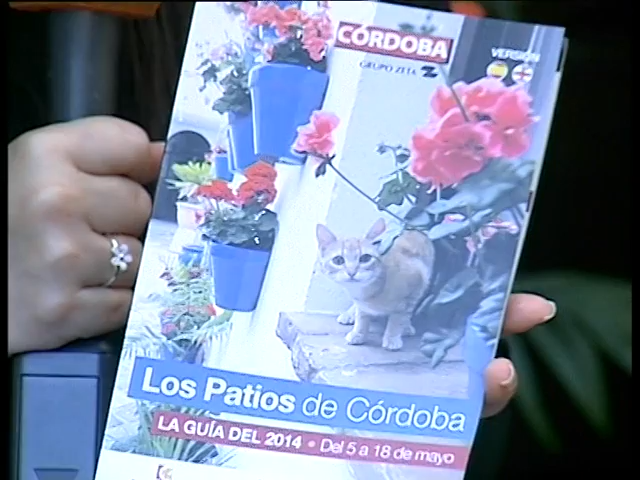 CÓRDOBA
GRUPO ZETA Z
VERSIÓN
Los Patios de Córdoba
LA GUÍA DEL 2014 • Del 5 a 18 de mayo